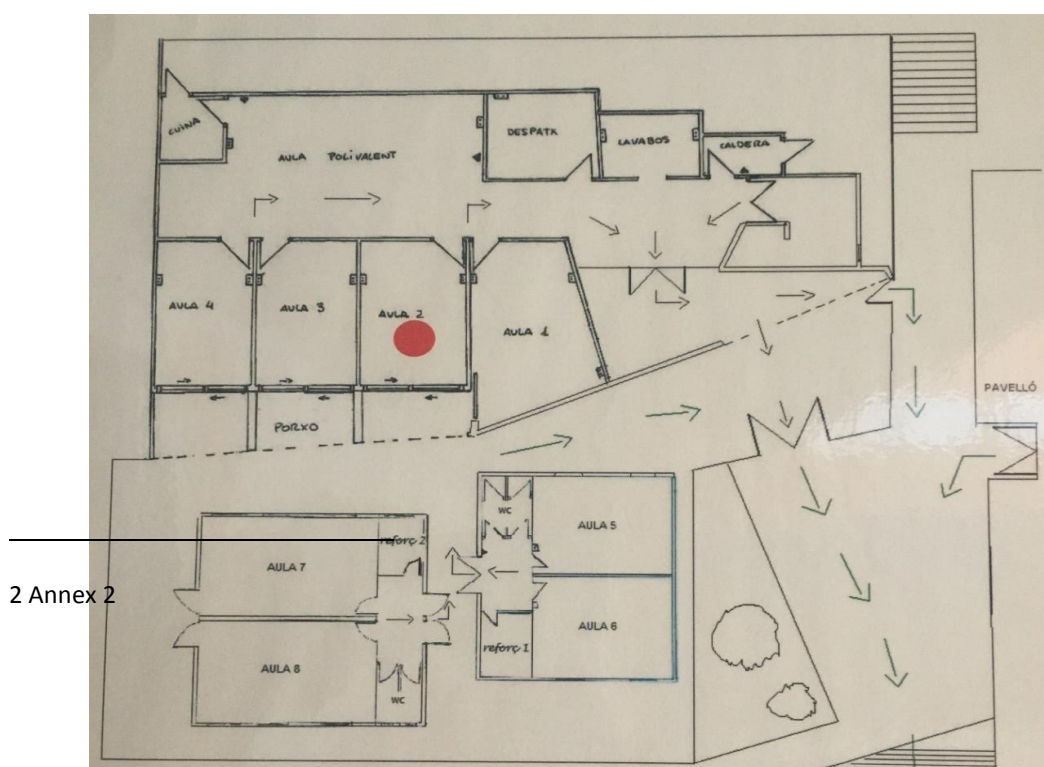 CUINA
AULA POLIVALENT
DESPATX
LAVABOS
CALDERA
AULA 4
AULA 3
AULA 2
AULA 1
PORXO
PAVELLÓ
WC
AULA 5
reforç 2
AULA 7
AULA 6
reforç 1
AULA 8
WC
2 Annex 2